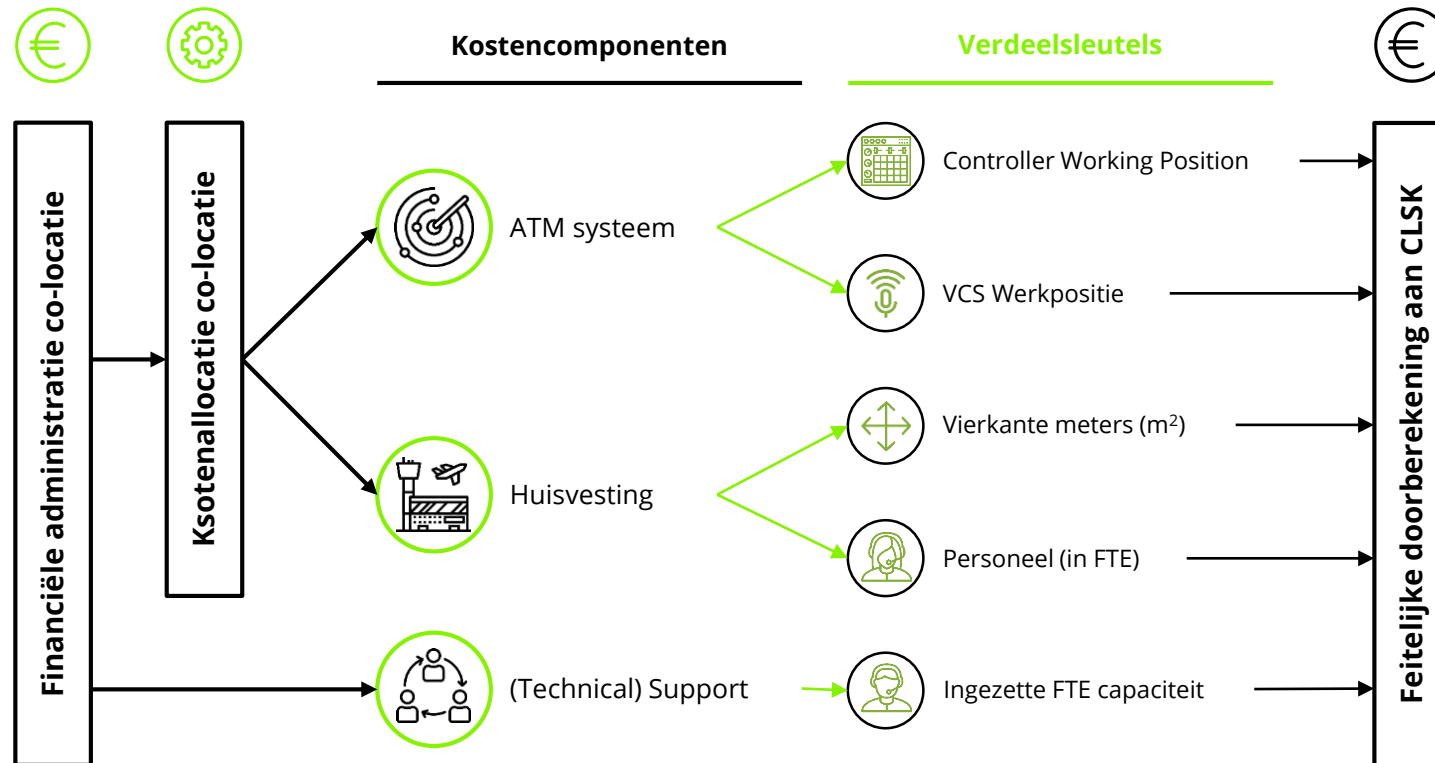 Kostencomponenten
Verdeelsleutels
Financiële administratie co-locatie
Ksotenallocatie co-locatie
ATM systeem
Controller Working Position
VCS Werkpositie
Huisvesting
Vierkante meters (m²)
Personeel (in FTE)
(Technical) Support
Ingezette FTE capaciteit
Feitelijke doorberekening aan CLSK